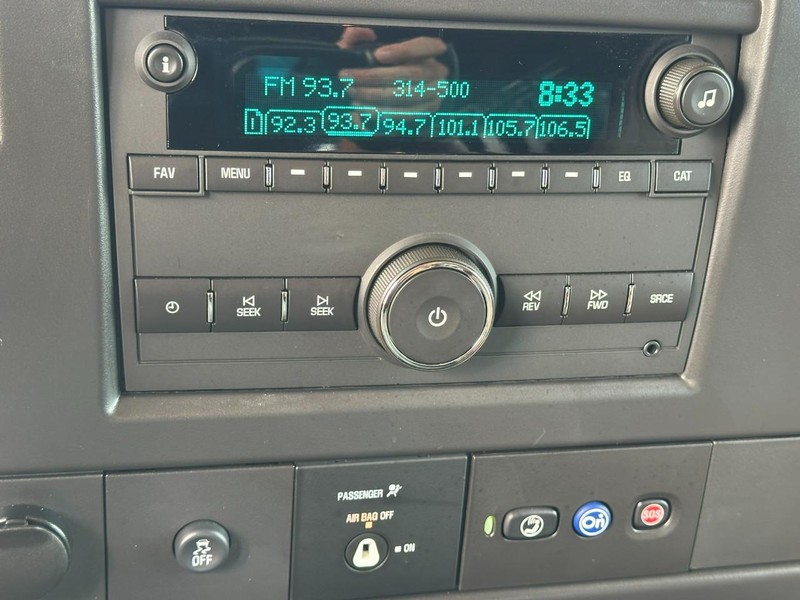 i
FM 93.7 314-500 8:33
1 92.3 93.7 94.7 101.1 105.7 106.5
FAV MENU EQ CAT
SEEK SEEK REV FWD SRCE
PASSENGER
AIR BAG OFF
ON
OFF
On
SOS